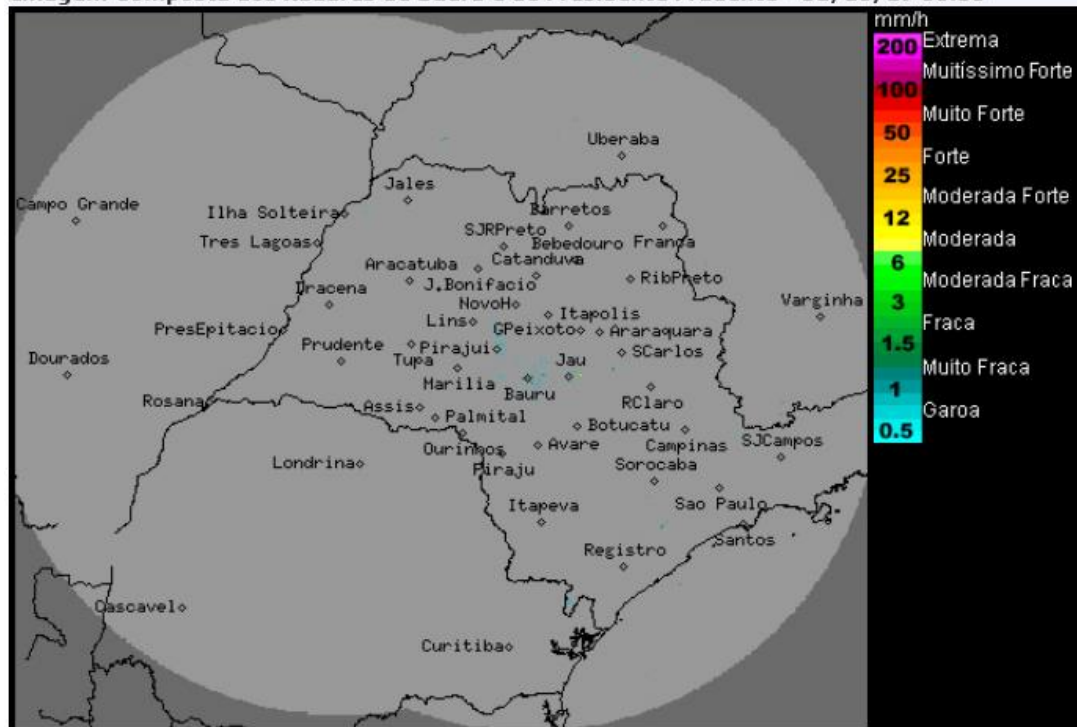 mm/h
200 Extrema
Muitíssimo Forte
100
Muito Forte
50
Forte
25
Moderada Forte
12
Moderada
6
Moderada Fraca
3
Fraca
1.5
Muito Fraca
1
Garoa
0.5
Uberaba
Jales
Campo Grande
Ilha Solteira
Barretos
SJRPreto
Tres Lagoas
Bebedouro Franca
Aracatuba
Catanduva
Dracena
J.Bonifacio
RibPreto
NovoH
Varginha
Itapolis
Lins
PresEpitacio
GPeixoto
Araraquara
Prudente
Pirajui
SCarlos
Dourados
Tupa
Jau
Marilia
Bauru
Rosana
Assis
RClaro
Palmital
Botucatu
Ourinhos
Avare
Campinas
SJCampos
Londrina
Piraju
Sorocaba
Itapeva
Sao Paulo
Santos
Registro
Cascavel
Curitiba